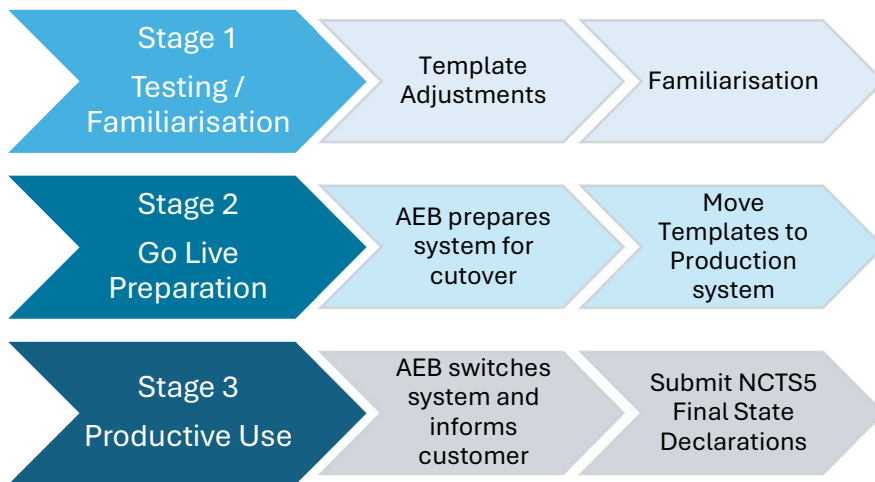 Stage 1
Testing /
Familiarisation
Template
Adjustments
Familiarisation
Stage 2
Go Live
Preparation
AEB prepares
system for
cutover
Move
Templates to
Production
system
Stage 3
Productive Use
AEB switches
system and
informs
customer
Submit NCTS5
Final State
Declarations